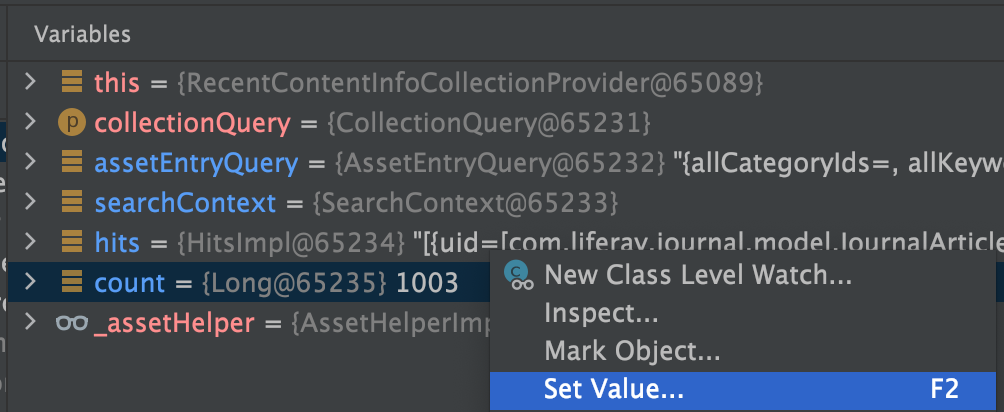 Variables
this = {RecentContentInfoCollectionProvider@65089}
p collectionQuery = {CollectionQuery@65231}
assetEntryQuery = {AssetEntryQuery@65232} "{allCategoryIds=, allKeyw
searchContext = {SearchContext@65233}
hits = {HitsImpl@65234} "[{uid=[com.liferay.journal.model.JournalArticle
count = {Long@65235} 1003
_assetHelper = {AssetHelperImp
C New Class Level Watch...
Inspect...
Mark Object...
Set Value... F2